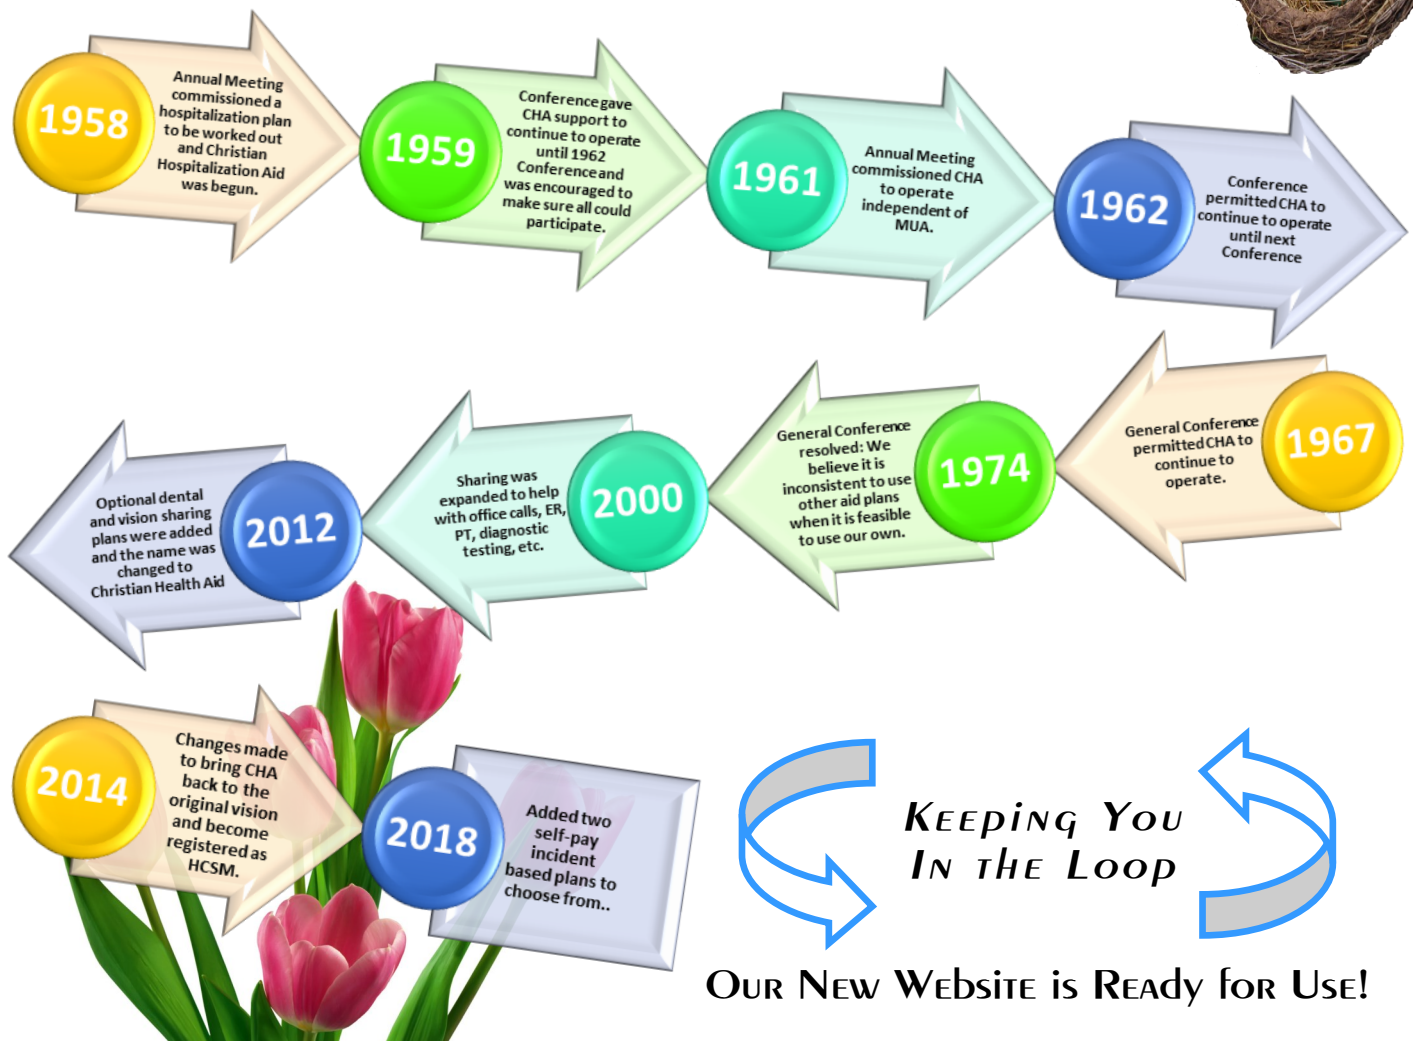 1958
Annual Meeting
commissioned a
hospitalization plan
to be worked out
and Christian
Hospitalization Aid
was begun.
1959
Conference gave
CHA support to
continue to operate
until 1962
Conference and
was encouraged to
make sure all could
participate.
1961
Annual Meeting
commissioned CHA
to operate
independent of
MUA.
1962
Conference
permitted CHA to
continue to operate
until next
Conference
1967
General Conference
permitted CHA to
continue to
operate.
1974
General Conference
resolved: We
believe it is
inconsistent to use
other aid plans
when it is feasible
to use our own.
2000
Sharing was
expanded to help
with office calls, ER,
PT, diagnostic
testing, etc.
2012
Optional dental
and vision sharing
plans were added
and the name was
changed to
Christian Health Aid
2014
Changes made
to bring CHA
back to the
original vision
and become
registered as
HCSM.
2018
Added two
self-pay
incident
based plans to
choose from..
Keeping You
In the Loop
Our New Website is Ready for Use!